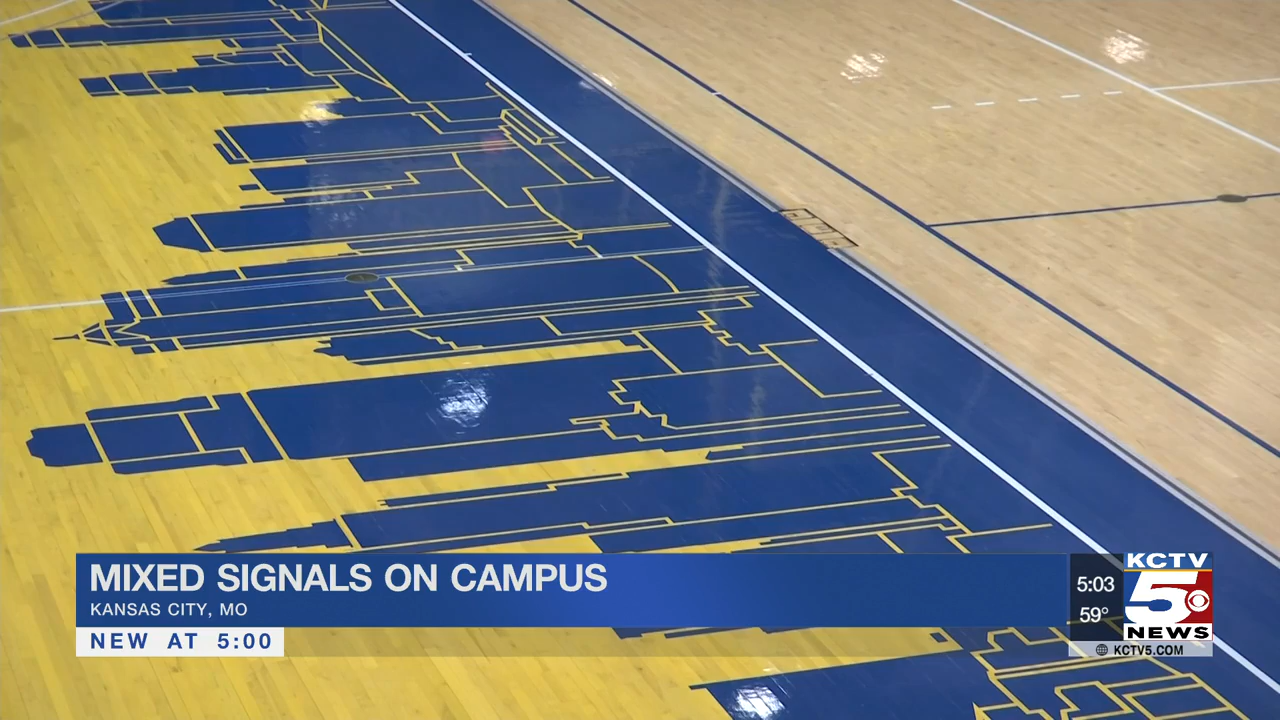 MIXED SIGNALS ON CAMPUS
KANSAS CITY, MO
NEW AT 5:00
5:03
59°
KCTV
5
NEWS
KCTV5.COM